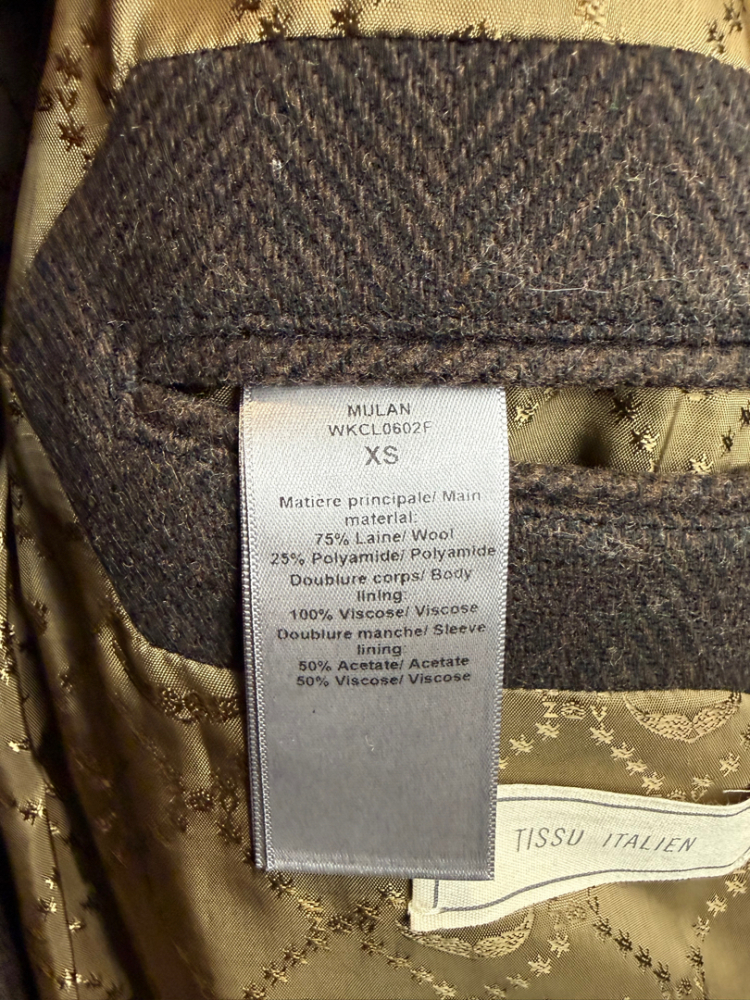 MULAN
WKCL0602F
XS
Matière principale/ Main
material:
75% Laine/ Wool
25% Polyamide/ Polyamide
Doublure corps/ Body
lining:
100% Viscose/ Viscose
Doublure manche/ Sleeve
lining:
50% Acetate/ Acetate
50% Viscose/ Viscose
Z&V
TISSU ITALIEN